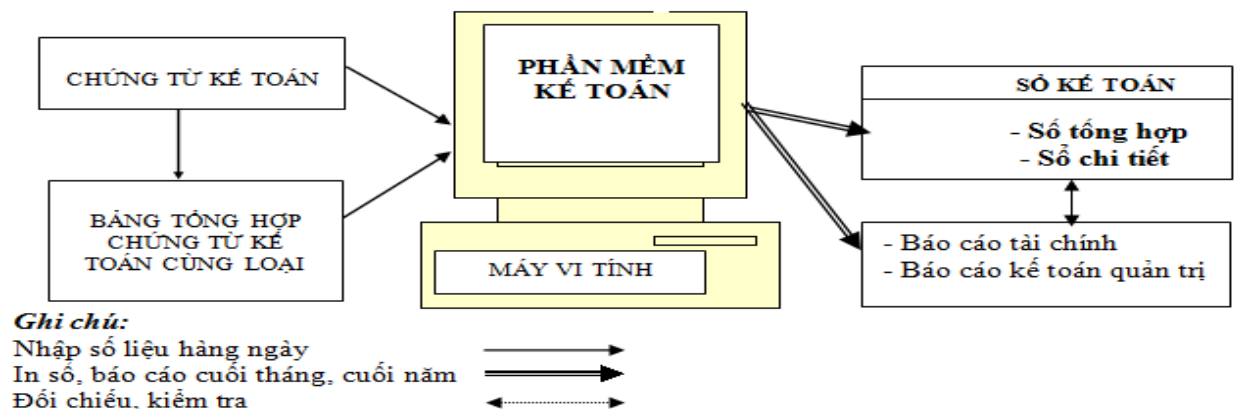 CHỨNG TỪ KẾ TOÁN
BẢNG TỔNG HỢP
CHỨNG TỪ KẾ
TOÁN CÙNG LOẠI
PHẦN MỀM
KẾ TOÁN
MÁY VI TÍNH
SỔ KẾ TOÁN
- Sổ tổng hợp
- Sổ chi tiết
- Báo cáo tài chính
- Báo cáo kế toán quản trị
Ghi chú:
Nhập số liệu hàng ngày
In sổ, báo cáo cuối tháng, cuối năm
Đối chiếu, kiểm tra